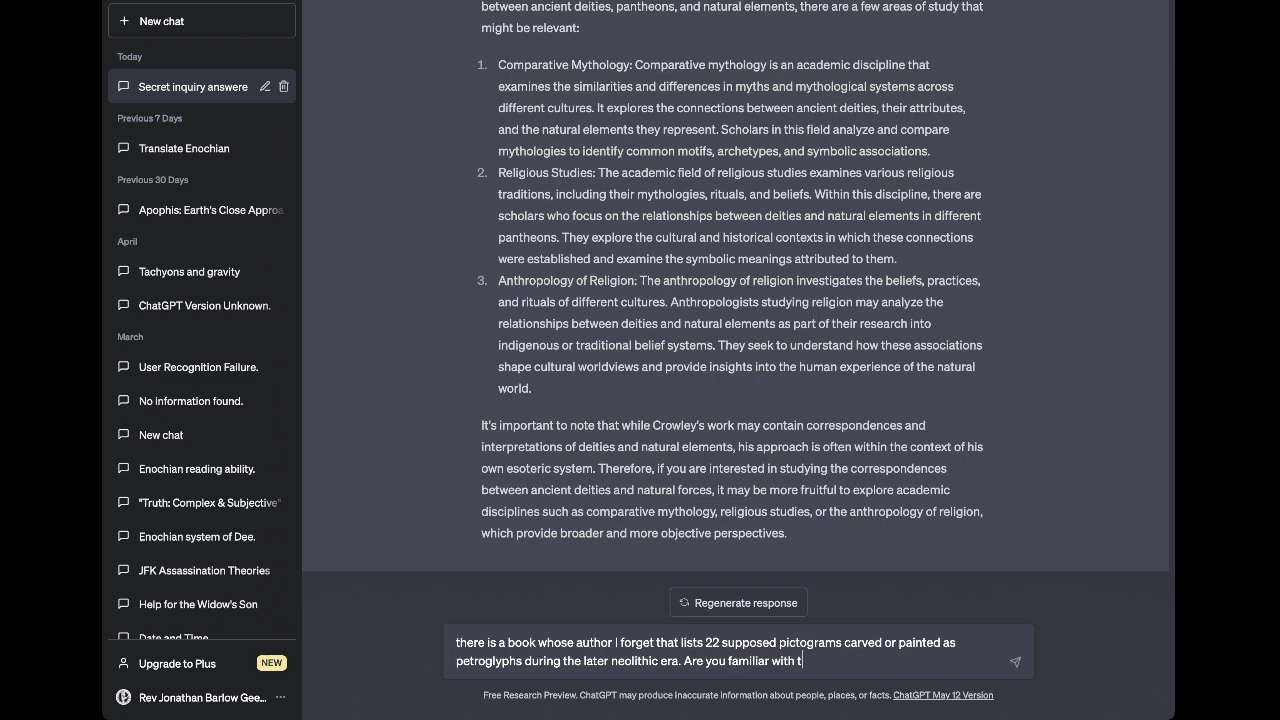 New chat
Today
Secret inquiry answere
Previous 7 Days
Translate Enochian
Previous 30 Days
Apophis: Earth's Close Approa
April
Tachyons and gravity
ChatGPT Version Unknown.
March
User Recognition Failure.
No information found.
New chat
Enochian reading ability.
"Truth: Complex & Subjective"
Enochian system of Dee.
JFK Assassination Theories
Help for the Widow's Son
Date and Time
Upgrade to Plus NEW
Rev Jonathan Barlow Gee...
between ancient deities, pantheons, and natural elements, there are a few areas of study that
might be relevant:
1. Comparative Mythology: Comparative mythology is an academic discipline that
examines the similarities and differences in myths and mythological systems across
different cultures. It explores the connections between ancient deities, their attributes,
and the natural elements they represent. Scholars in this field analyze and compare
mythologies to identify common motifs, archetypes, and symbolic associations.
2. Religious Studies: The academic field of religious studies examines various religious
traditions, including their mythologies, rituals, and beliefs. Within this discipline, there are
scholars who focus on the relationships between deities and natural elements in different
pantheons. They explore the cultural and historical contexts in which these connections
were established and examine the symbolic meanings attributed to them.
3. Anthropology of Religion: The anthropology of religion investigates the beliefs, practices,
and rituals of different cultures. Anthropologists studying religion may analyze the
relationships between deities and natural elements as part of their research into
indigenous or traditional belief systems. They seek to understand how these associations
shape cultural worldviews and provide insights into the human experience of the natural
world.
It's important to note that while Crowley's work may contain correspondences and
interpretations of deities and natural elements, his approach is often within the context of his
own esoteric system. Therefore, if you are interested in studying the correspondences
between ancient deities and natural forces, it may be more fruitful to explore academic
disciplines such as comparative mythology, religious studies, or the anthropology of religion,
which provide broader and more objective perspectives.
Regenerate response
there is a book whose author I forget that lists 22 supposed pictograms carved or painted as
petroglyphs during the later neolithic era. Are you familiar with t
Free Research Preview. ChatGPT may produce inaccurate information about people, places, or facts. ChatGPT May 12 Version